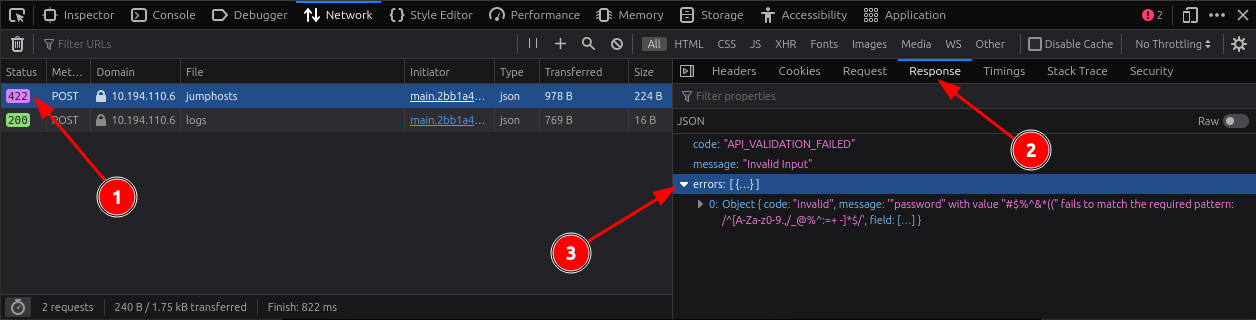 Inspector Console Debugger Network Style Editor Performance Memory Storage Accessibility Application 2
Filter URLs All HTML CSS JS XHR Fonts Images Media WS Other Disable Cache No Throttling
Status Met… Domain File Initiator Type Transferred Size
Headers Cookies Request Response Timings Stack Trace Security
422 POST 10.194.110.6 jumphosts main.2bb1a4… json 978 B 224 B
Filter properties
200 POST 10.194.110.6 logs main.2bb1a4… json 769 B 16 B
JSON Raw
code: "API_VALIDATION_FAILED"
message: "Invalid Input"
errors: [ {…} ]
0: Object { code: "invalid", message: '"password" with value "#$%^&*((" fails to match the required pattern:
/^[A-Za-z0-9.,/_@%^:=+ -]*$/', field: […] }
1
2
3
2 requests 240 B / 1.75 kB transferred Finish: 822 ms